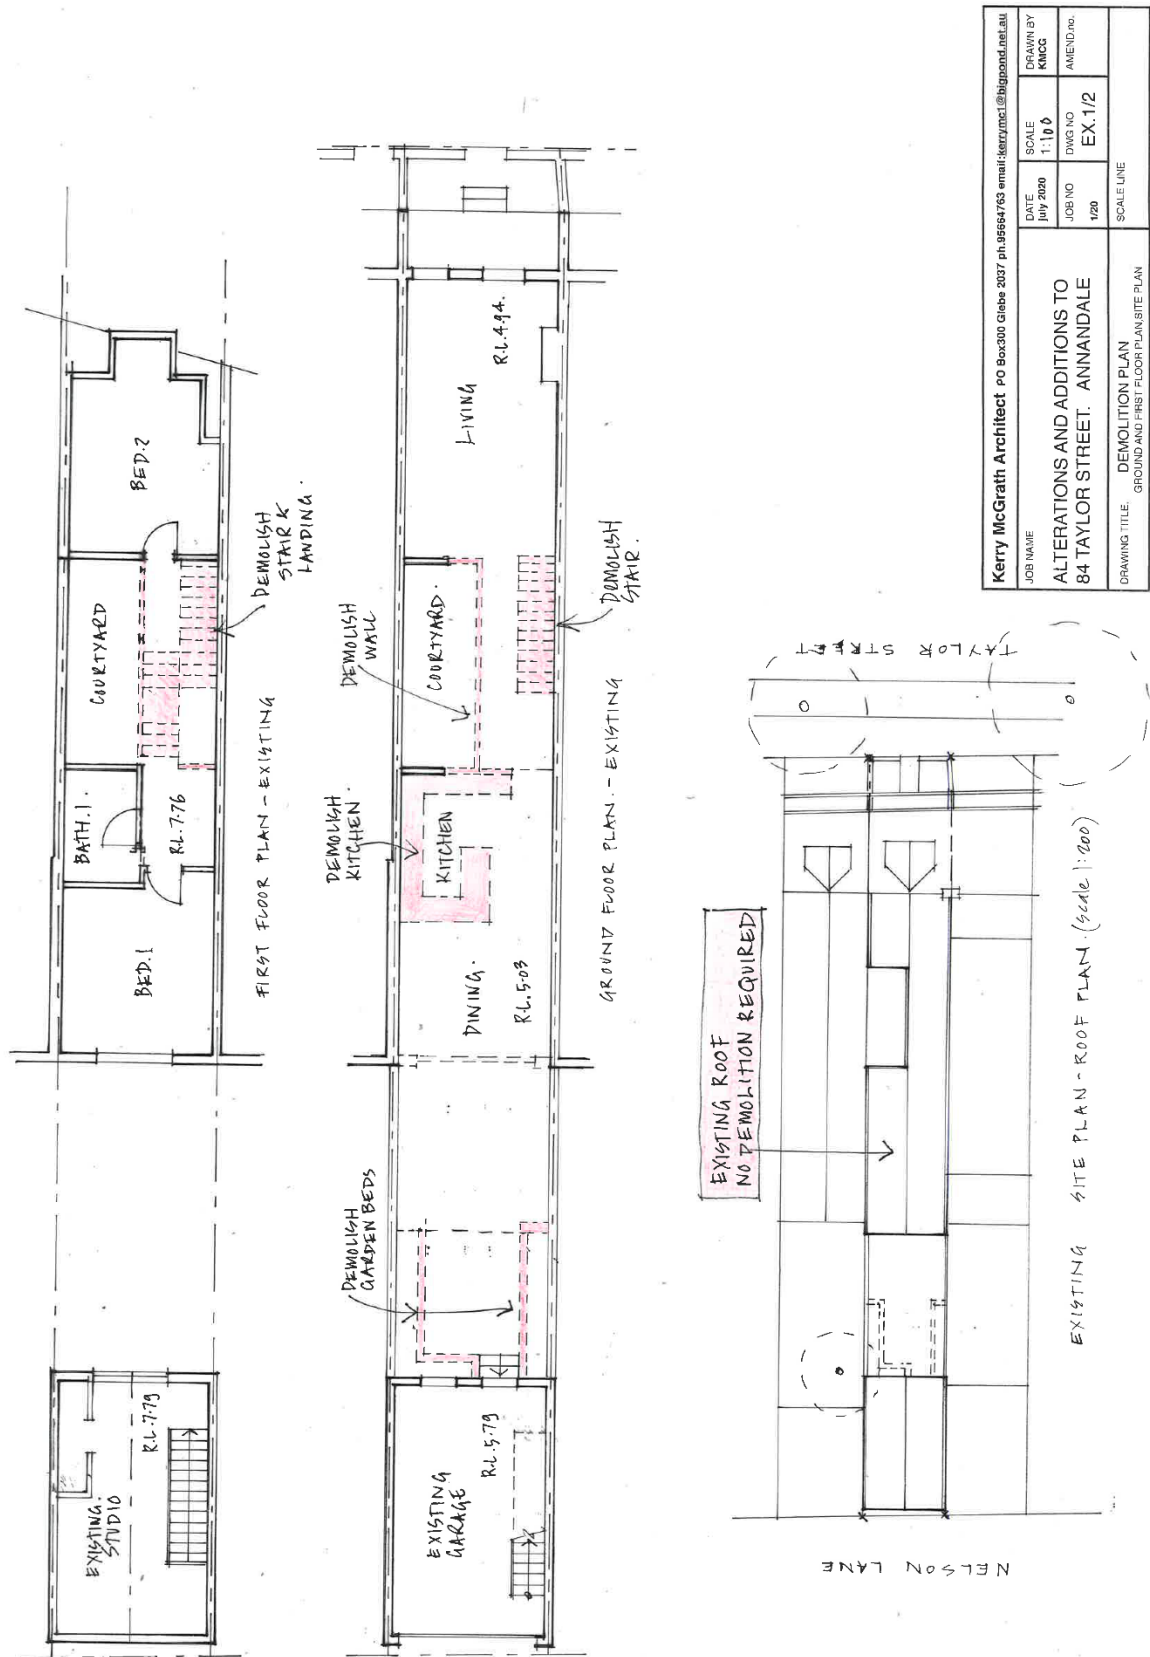 BED.1
BATH.1.
R.L.7.76
COURTYARD
BED.2
DEMOLISH
STAIR &
LANDING.
EXISTING.
STUDIO
R.L.7.79
FIRST FLOOR PLAN - EXISTING
EXISTING
GARAGE
R.L.5.79
DEMOLISH
GARDEN BEDS
DINING.
R.L.5.03
DEMOLISH
KITCHEN.
KITCHEN
DEMOLISH
WALL
COURTYARD.
LIVING
R.L.4.94.
DEMOLISH
STAIR.
GROUND FLOOR PLAN. - EXISTING
EXISTING ROOF
NO DEMOLITION REQUIRED
NELSON LANE
TAYLOR STREET
EXISTING SITE PLAN - ROOF PLAN. (Scale 1:200)
Kerry McGrath Architect PO Box300 Glebe 2037 ph.95664763 email:kerrymc1@bigpond.net.au
JOB NAME
ALTERATIONS AND ADDITIONS TO
84 TAYLOR STREET. ANNANDALE
DATE
july 2020
SCALE
1:100
DRAWN BY
KMCG
JOB NO
1/20
DWG NO
EX.1/2
AMEND.no.
DRAWING TITLE.
DEMOLITION PLAN
GROUND AND FIRST FLOOR PLAN,SITE PLAN
SCALE LINE